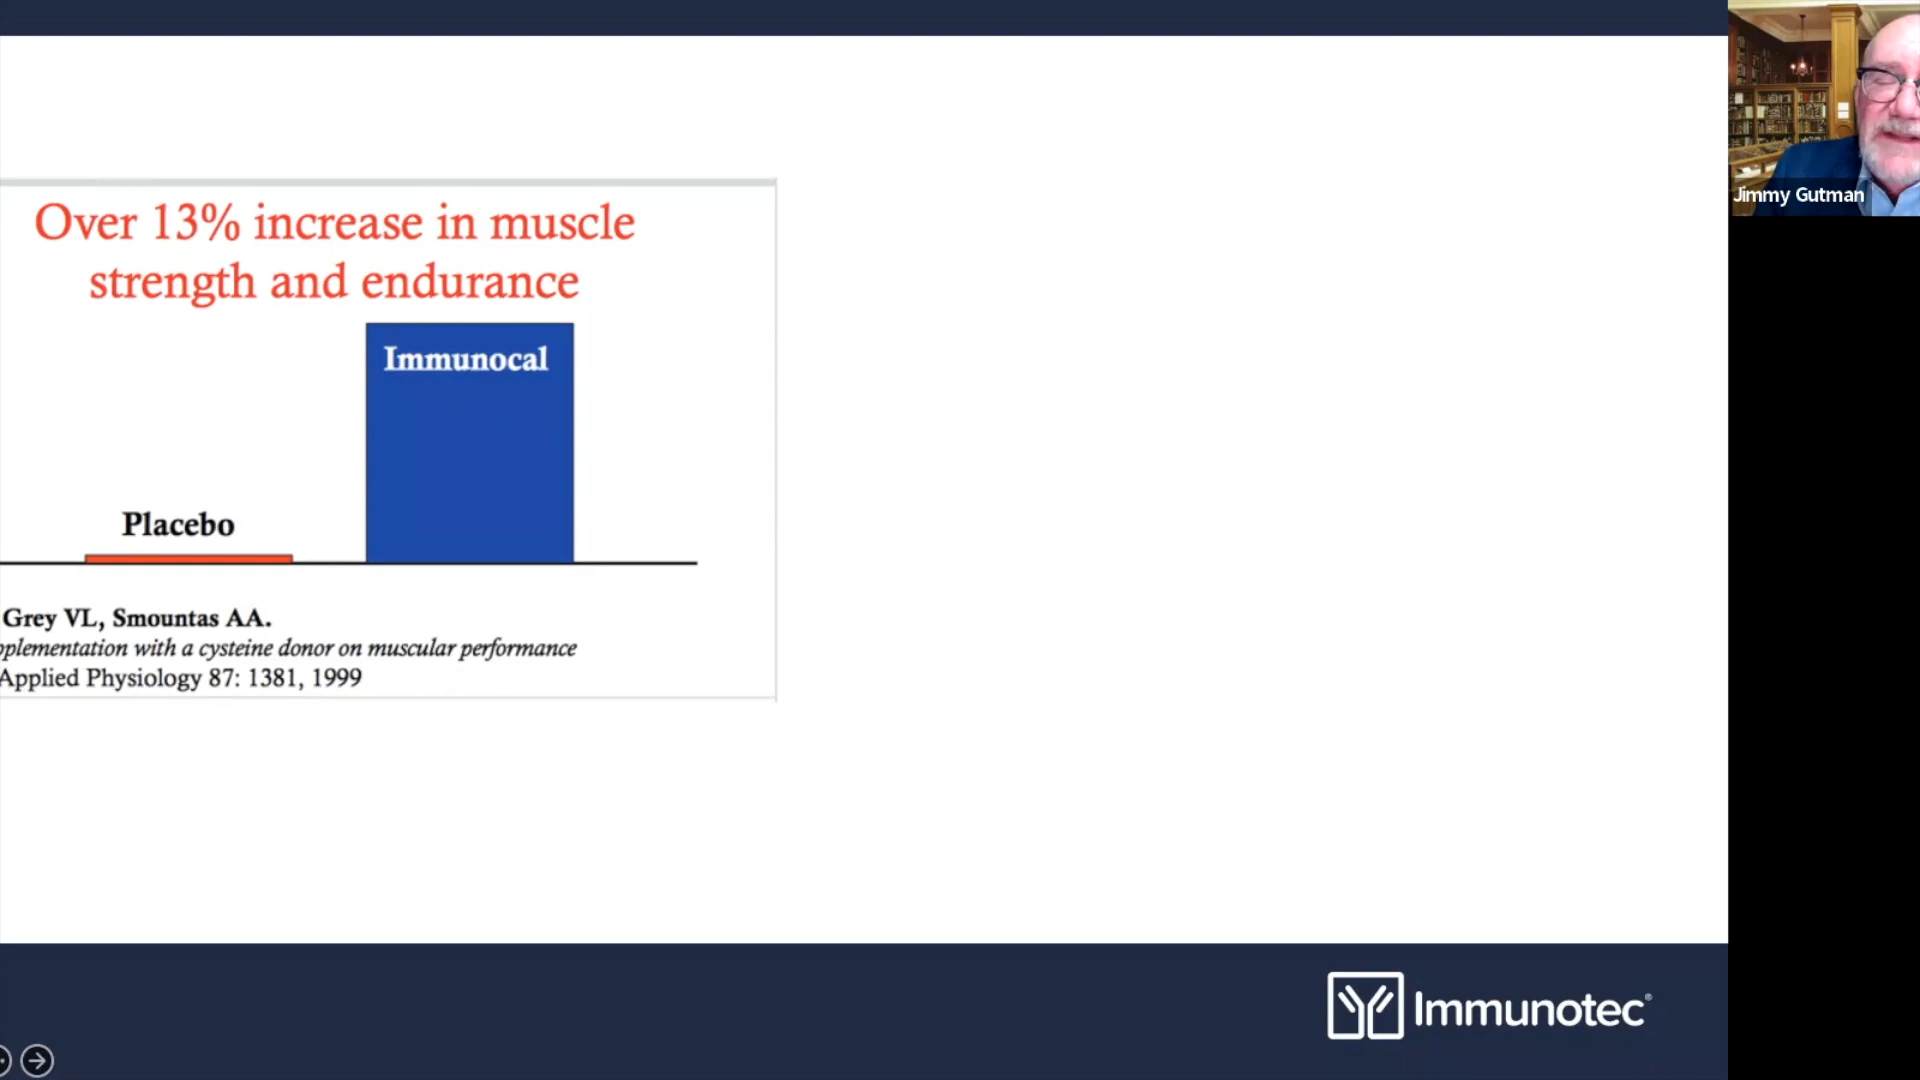 Over 13% increase in muscle
strength and endurance
Immunocal
Placebo
Grey VL, Smountas AA.
with a cysteine donor on muscular performance
Applied Physiology 87: 1381, 1999
Jimmy Gutman
Immunotec®